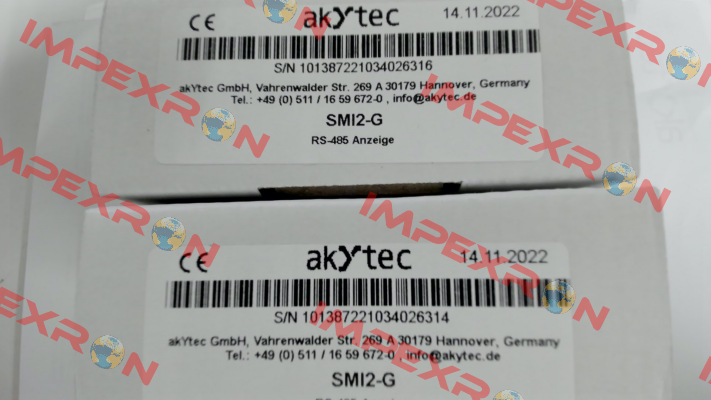 CE akYtec 14.11.2022
S/N 101387221034026316
akYtec GmbH, Vahrenwalder Str. 269 A 30179 Hannover, Germany
Tel.: +49 (0) 511 / 16 59 672-0 , info@akytec.de
SMI2-G
RS-485 Anzeige
CE akYtec 14.11.2022
S/N 101387221034026314
akYtec GmbH, Vahrenwalder Str. 269 A 30179 Hannover, Germany
Tel.: +49 (0) 511 / 16 59 672-0 , info@akytec.de
SMI2-G
RS-485 Anzeige
IMPEXRON
IMPEXRON
IMPEXRON
IMPEXRON
IMPEXRON
IMPEXRON
IMPEXRON